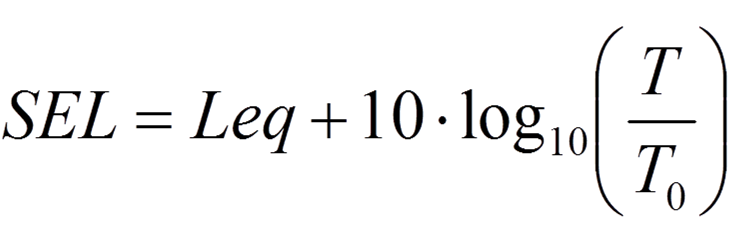 SEL = Leq + 10 · log₁₀(T/T₀)